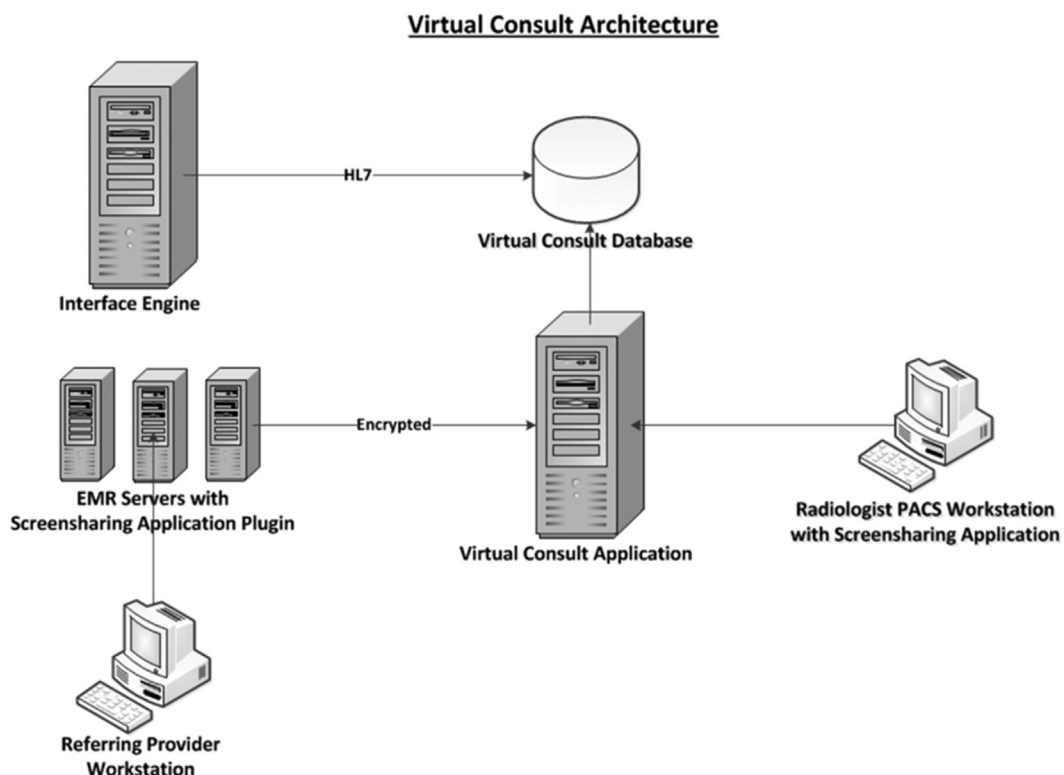 Virtual Consult Architecture
HL7
Virtual Consult Database
Interface Engine
Encrypted
EMR Servers with
Screensharing Application Plugin
Virtual Consult Application
Radiologist PACS Workstation
with Screensharing Application
Referring Provider
Workstation